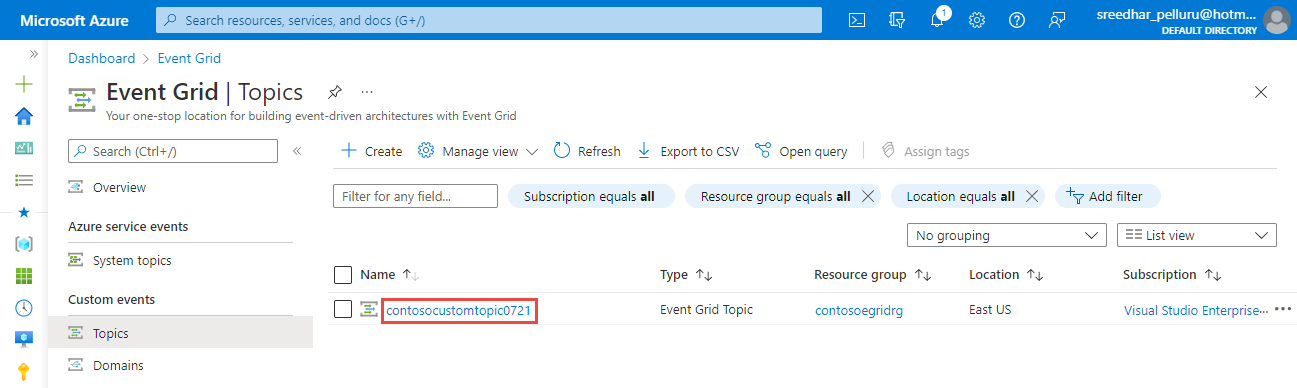 Microsoft Azure
Search resources, services, and docs (G+/)
1
sreedhar_pelluru@hotm...
DEFAULT DIRECTORY
Dashboard > Event Grid
Event Grid | Topics
Your one-stop location for building event-driven architectures with Event Grid
Search (Ctrl+/)
Overview
Azure service events
System topics
Custom events
Topics
Domains
Create Manage view Refresh Export to CSV Open query Assign tags
Filter for any field... Subscription equals all Resource group equals all Location equals all Add filter
No grouping List view
Name Type Resource group Location Subscription
contosocustomtopic0721 Event Grid Topic contosoegridrg East US Visual Studio Enterprise...